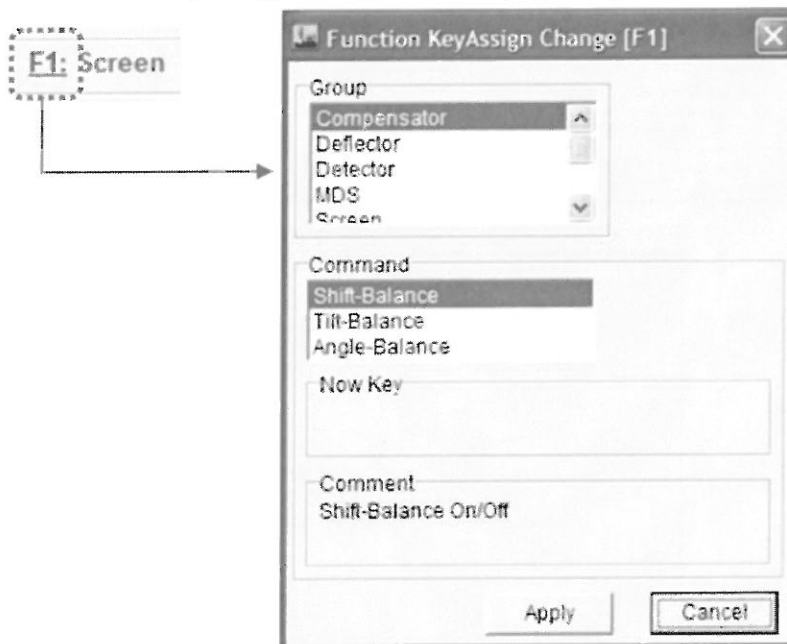 F1: Screen
Function KeyAssign Change [F1]
Group
Compensator
Deflector
Detector
MDS
Screen
Command
Shift-Balance
Tilt-Balance
Angle-Balance
Now Key
Comment
Shift-Balance On/Off
Apply
Cancel